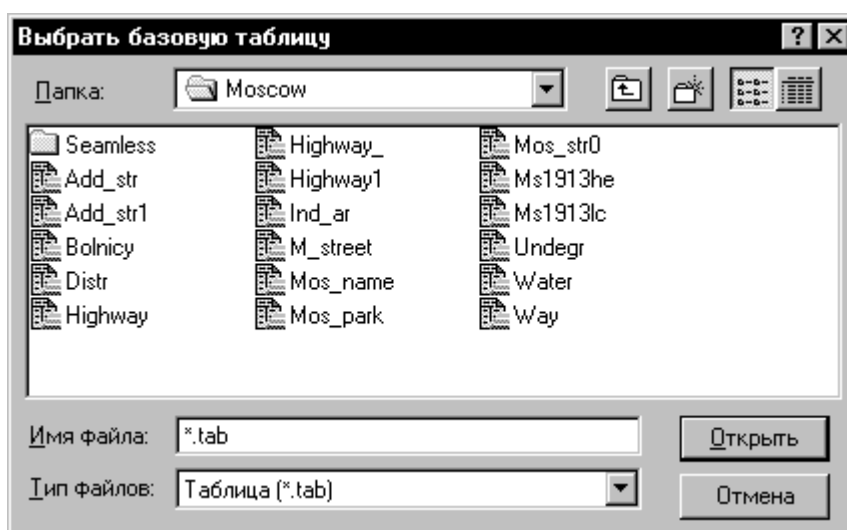 Выбрать базовую таблицу
Папка: Moscow
Seamless Highway_ Mos_str0
Add_str Highway1 Ms1913he
Add_str1 Ind_ar Ms1913lc
Bolnicy M_street Undegr
Distr Mos_name Water
Highway Mos_park Way
Имя файла: *.tab Открыть
Тип файлов: Таблица (*.tab) Отмена